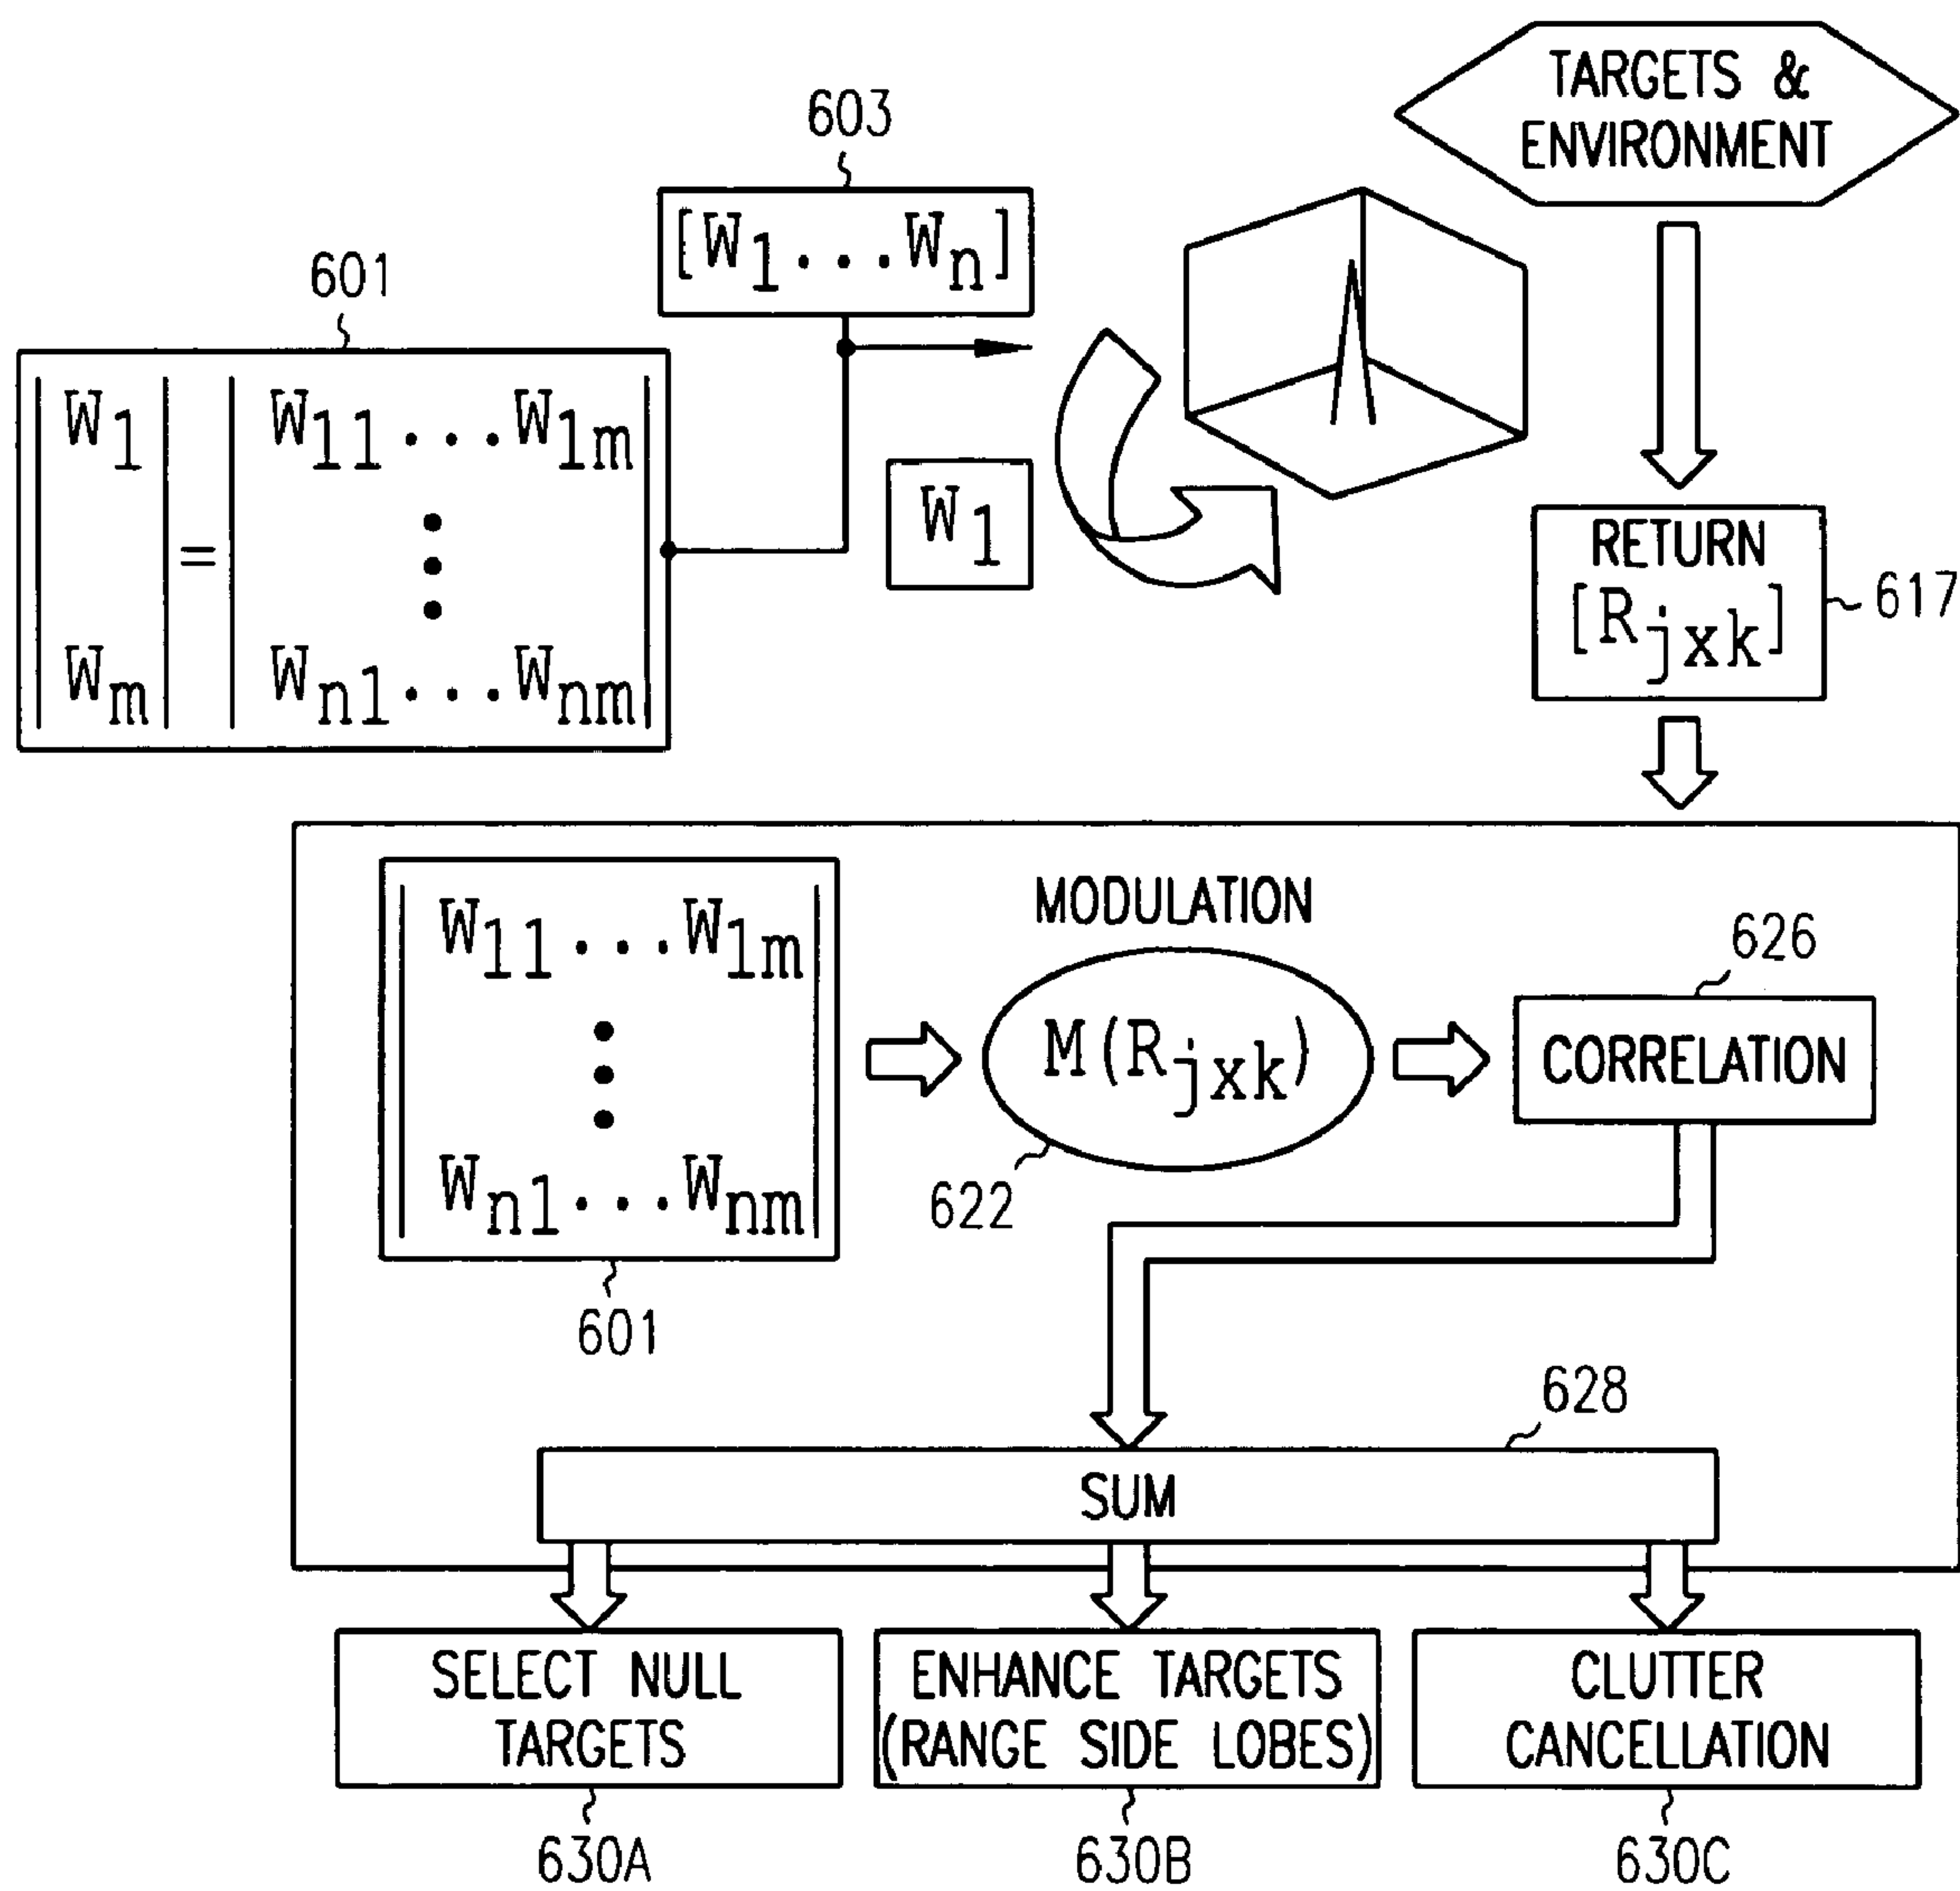 TARGETS &
ENVIRONMENT
603
[W1...Wn]
601
W1 = W11...W1m
Wm Wn1...Wnm
W1
RETURN
[Rjxk]
617
MODULATION
W11...W1m
Wn1...Wnm
601
M(Rjxk)
622
626
CORRELATION
628
SUM
SELECT NULL
TARGETS
630A
ENHANCE TARGETS
(RANGE SIDE LOBES)
630B
CLUTTER
CANCELLATION
630C